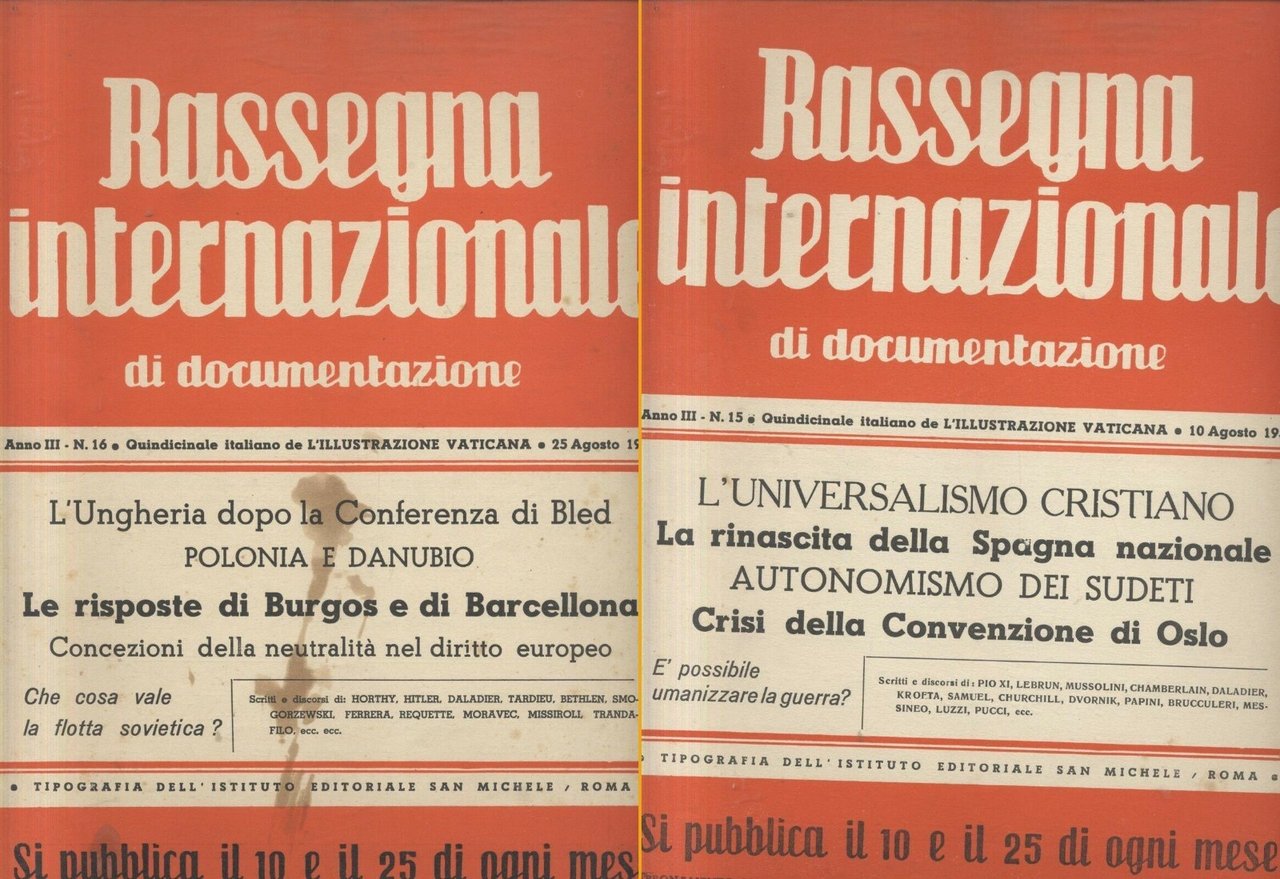 Rassegna
internazionale
di documentazione
Anno III - N. 16 • Quindicinale italiano de L'ILLUSTRAZIONE VATICANA • 25 Agosto 19
L'Ungheria dopo la Conferenza di Bled
POLONIA E DANUBIO
Le risposte di Burgos e di Barcellona
Concezioni della neutralità nel diritto europeo
Che cosa vale
la flotta sovietica ?
Scritti e discorsi di: HORTHY, HITLER, DALADIER, TARDIEU, BETHLEN, SMO-
GORZEWSKI, FERRERA, REQUETTE, MORAVEC, MISSIROLI, TRANDA-
FILO, ecc. ecc.
• TIPOGRAFIA DELL'ISTITUTO EDITORIALE SAN MICHELE / ROMA
Si pubblica il 10 e il 25 di ogni mese
Rassegna
internazionale
di documentazione
Anno III - N. 15 • Quindicinale italiano de L'ILLUSTRAZIONE VATICANA • 10 Agosto 19
L'UNIVERSALISMO CRISTIANO
La rinascita della Spagna nazionale
AUTONOMISMO DEI SUDETI
Crisi della Convenzione di Oslo
E' possibile
umanizzare la guerra?
Scritti e discorsi di: PIO XI, LEBRUN, MUSSOLINI, CHAMBERLAIN, DALADIER,
KROFTA, SAMUEL, CHURCHILL, DVORNIK, PAPINI, BRUCCULERI, MES-
SINEO, LUZZI, PUCCI, ecc.
• TIPOGRAFIA DELL'ISTITUTO EDITORIALE SAN MICHELE / ROMA •
Si pubblica il 10 e il 25 di ogni mese